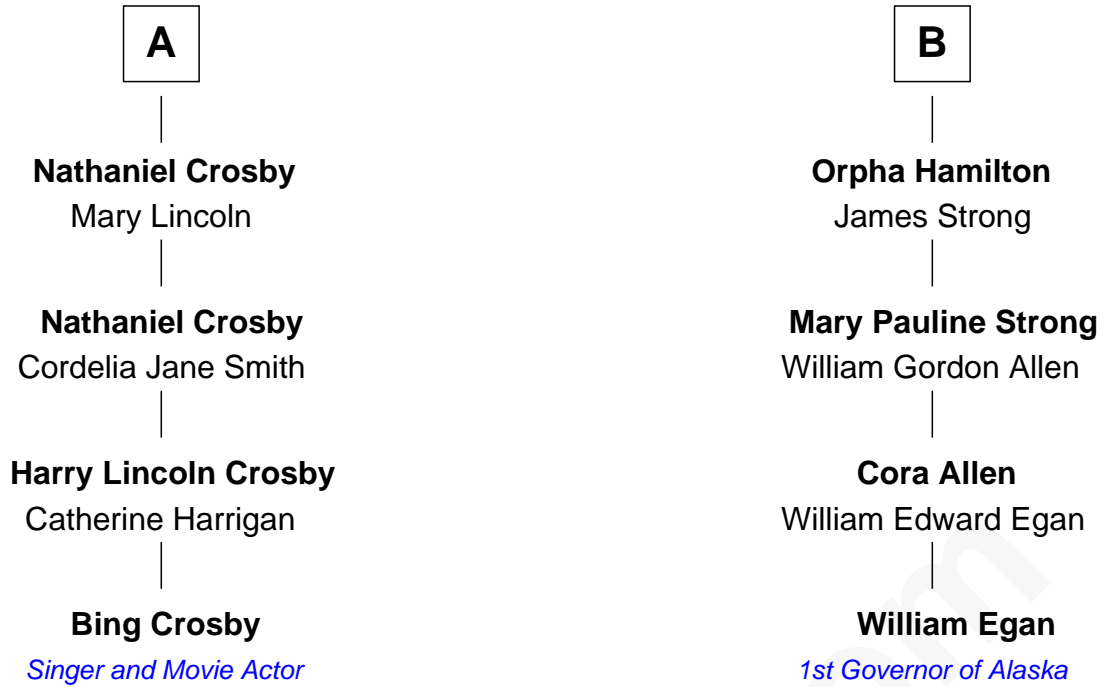 A
Nathaniel Crosby
Mary Lincoln
Nathaniel Crosby
Cordelia Jane Smith
Harry Lincoln Crosby
Catherine Harrigan
Bing Crosby
Singer and Movie Actor
B
Orpha Hamilton
James Strong
Mary Pauline Strong
William Gordon Allen
Cora Allen
William Edward Egan
William Egan
1st Governor of Alaska